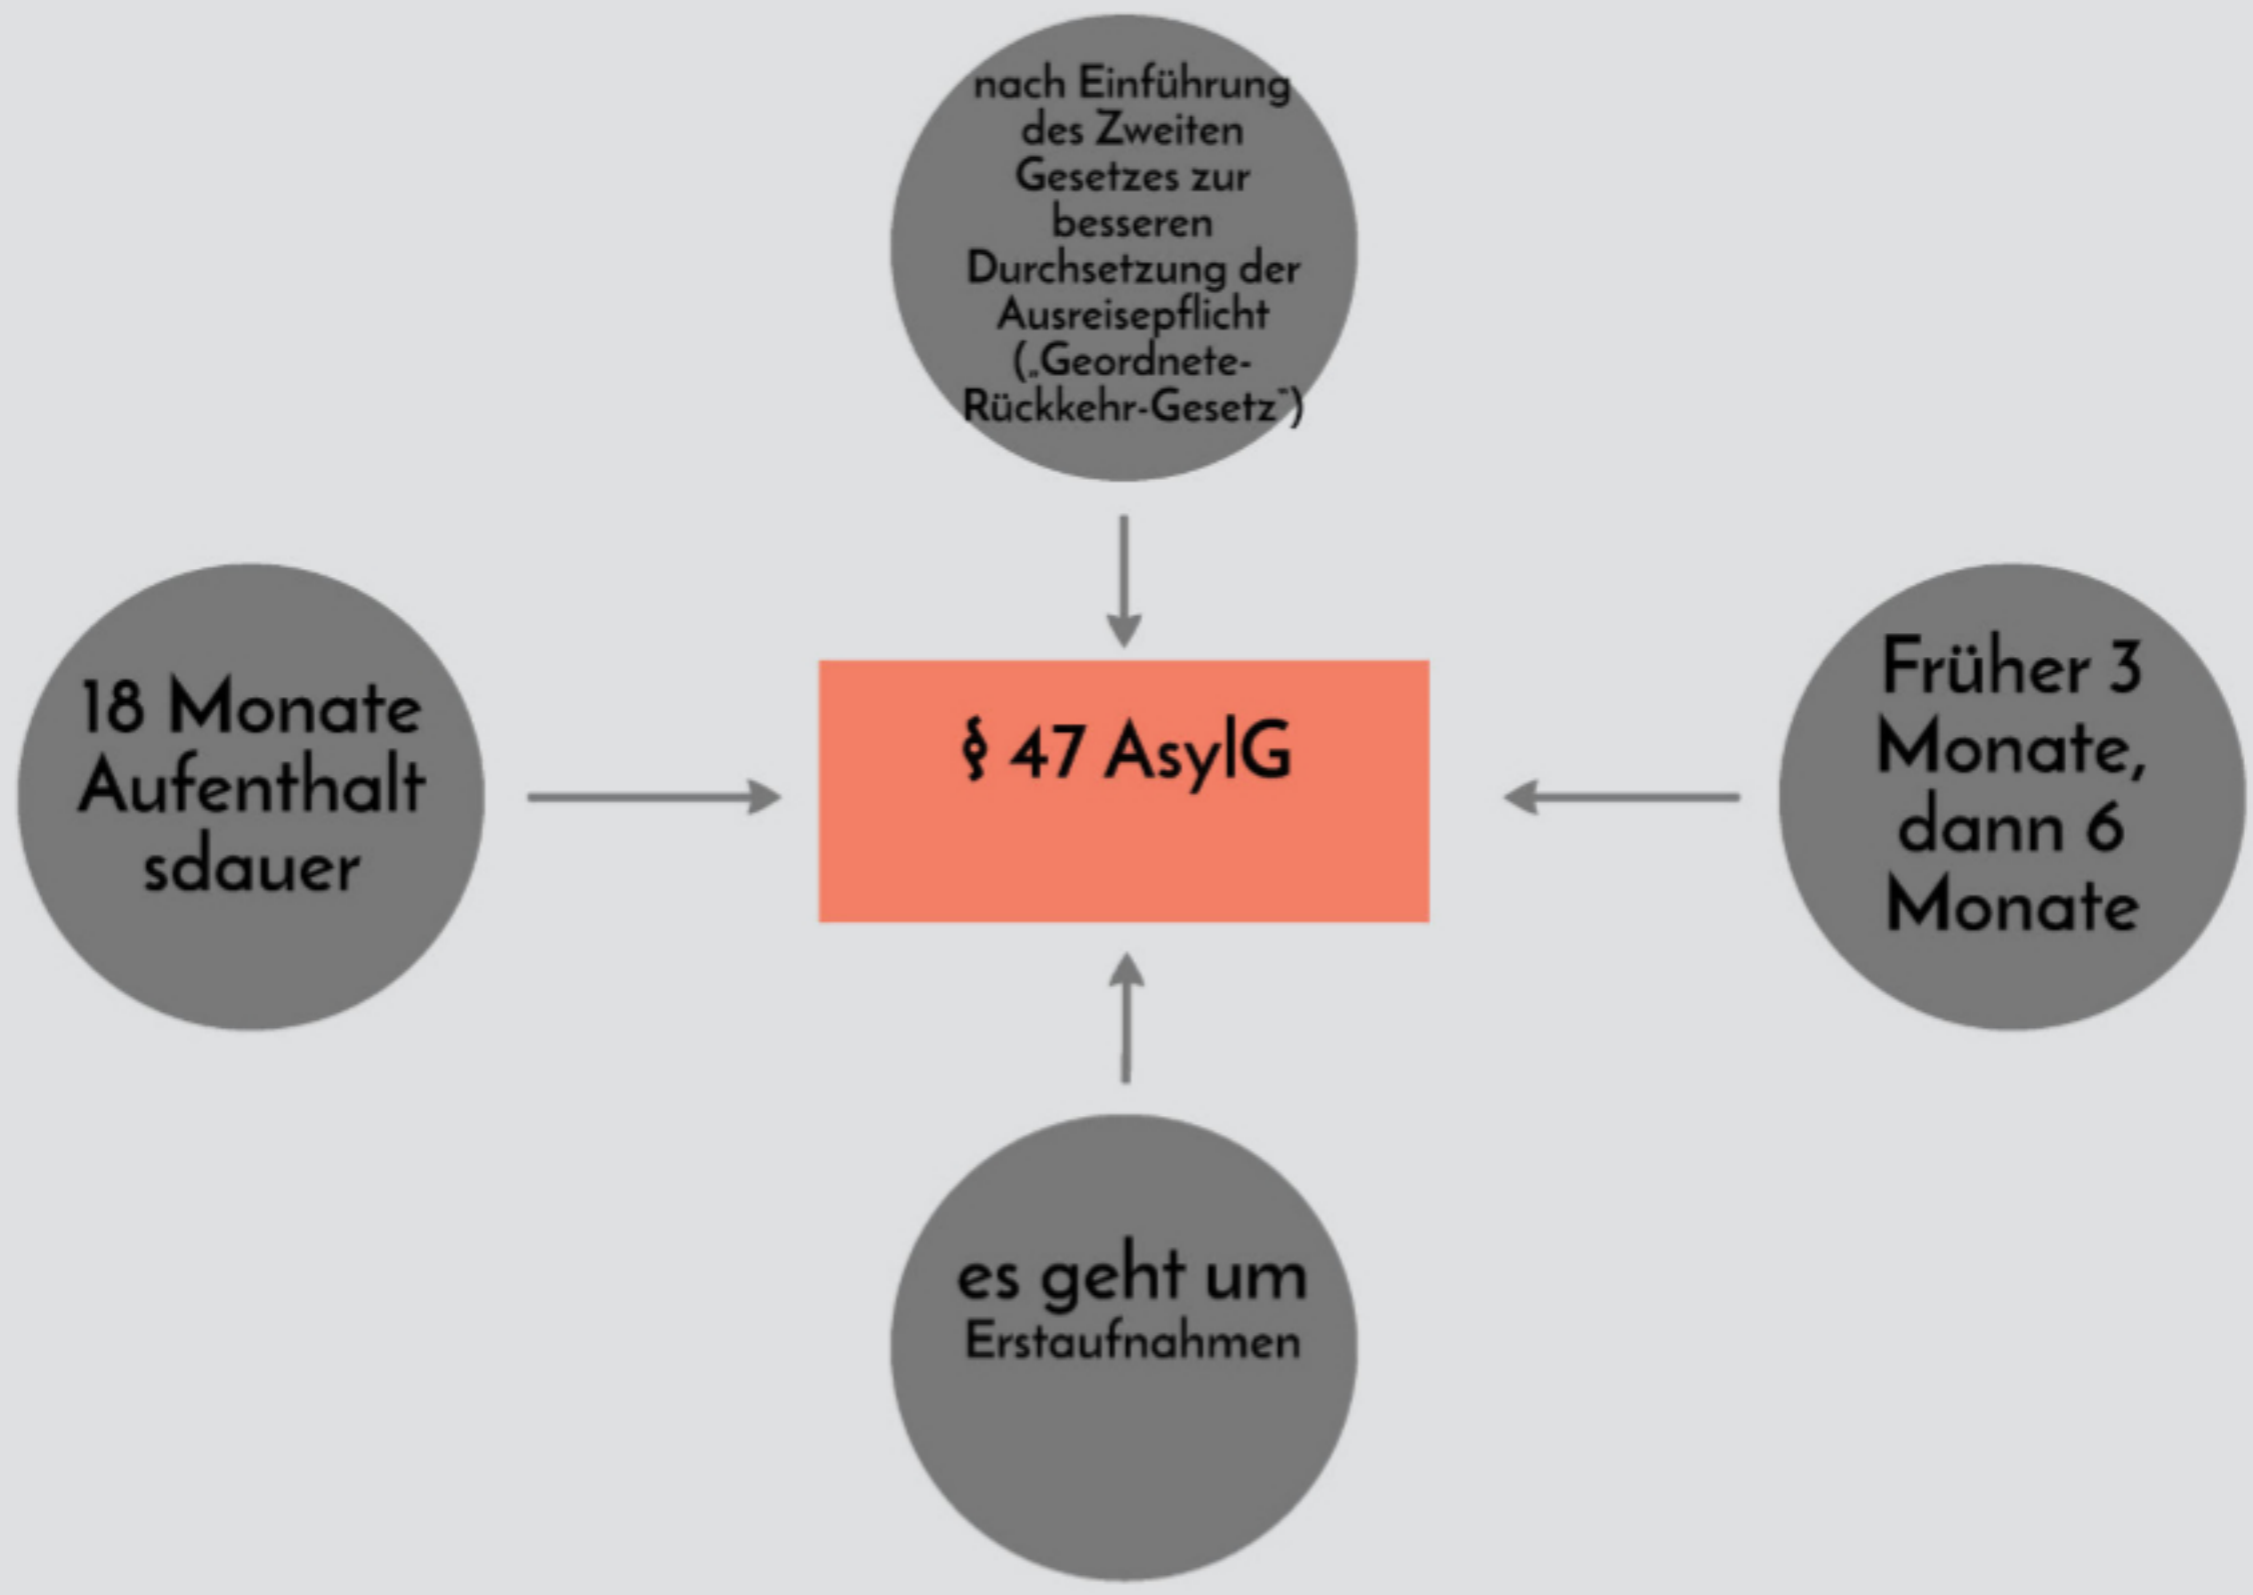 nach Einführung
des Zweiten
Gesetzes zur
besseren
Durchsetzung der
Ausreisepflicht
(„Geordnete-
Rückkehr-Gesetz“)
18 Monate
Aufenthalt
sdauer
§ 47 AsylG
Früher 3
Monate,
dann 6
Monate
es geht um
Erstaufnahmen